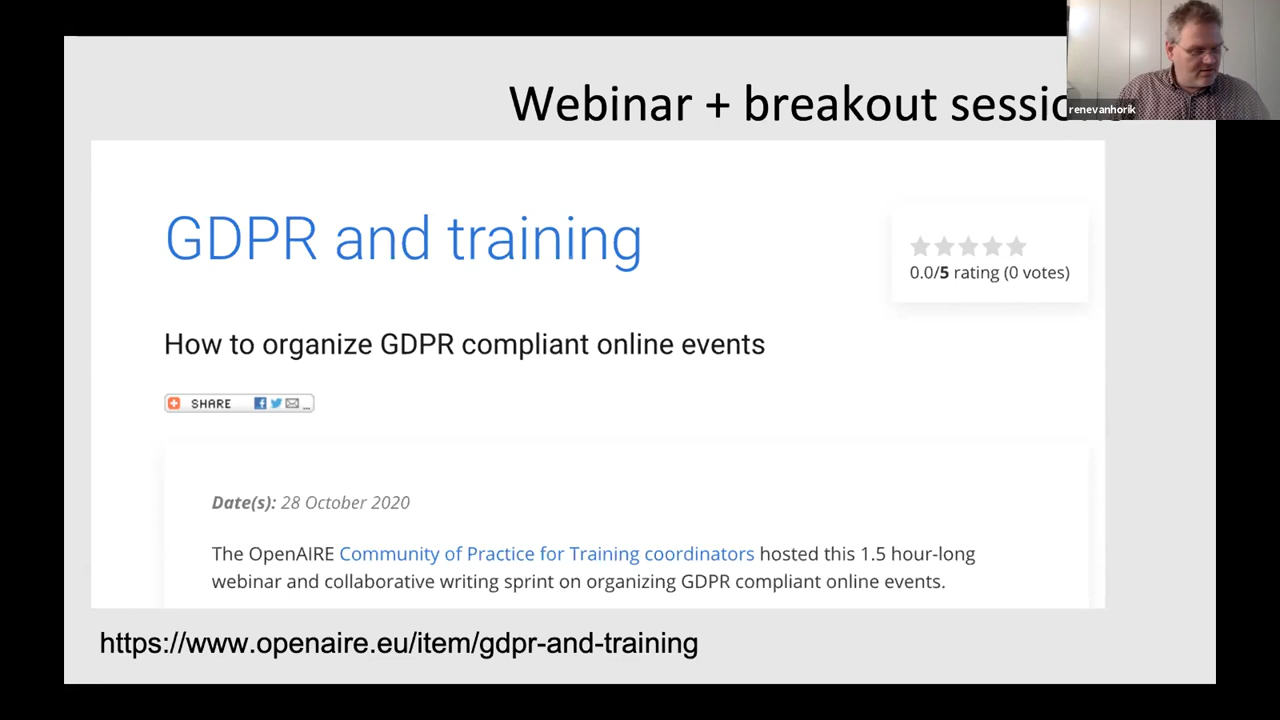 Webinar + breakout
renevanhorik
GDPR and training
0.0/5 rating (0 votes)
How to organize GDPR compliant online events
SHARE
Date(s): 28 October 2020
The OpenAIRE Community of Practice for Training coordinators hosted this 1.5 hour-long
webinar and collaborative writing sprint on organizing GDPR compliant online events.
https://www.openaire.eu/item/gdpr-and-training